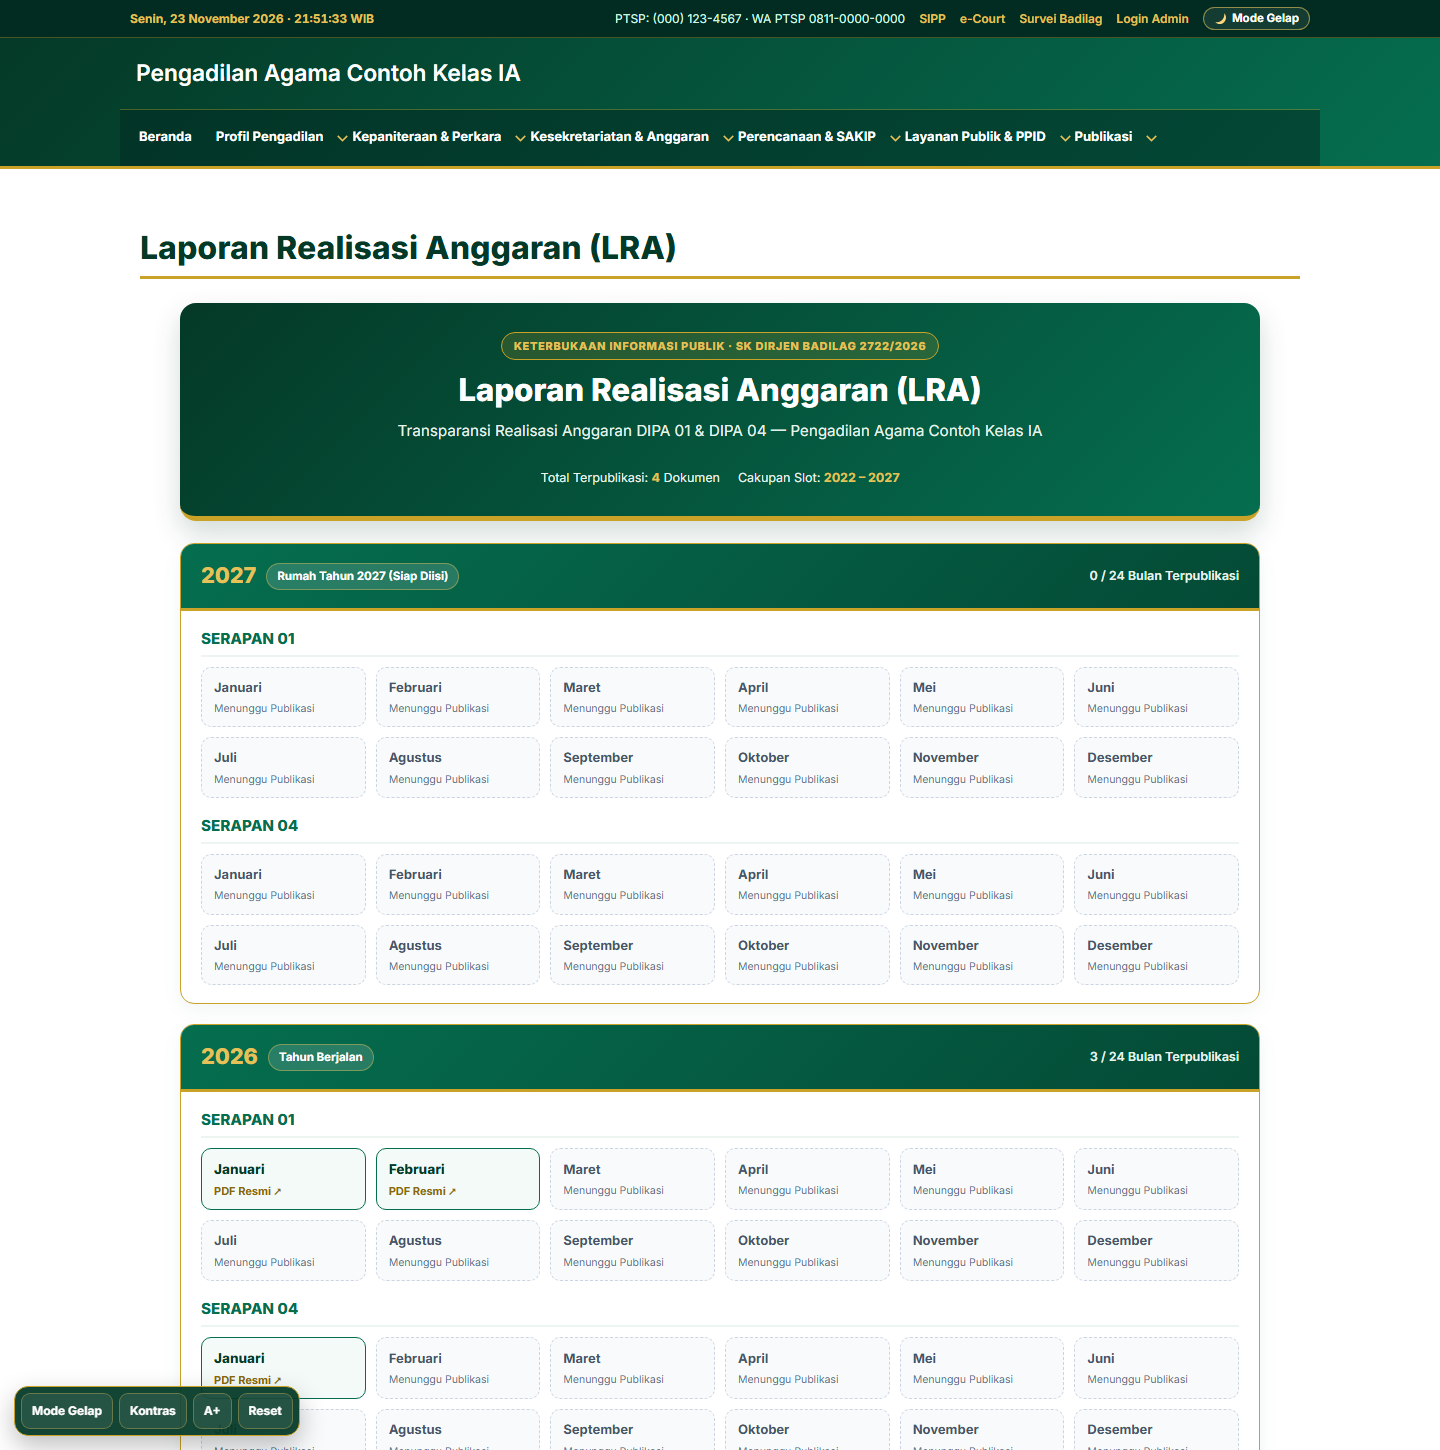 Senin, 23 November 2026 · 21:51:33 WIB
PTSP: (000) 123-4567 · WA PTSP 0811-0000-0000 SIPP e-Court Survei Badilag Login Admin Mode Gelap
Pengadilan Agama Contoh Kelas IA
Beranda Profil Pengadilan Kepaniteraan & Perkara Kesekretariatan & Anggaran Perencanaan & SAKIP Layanan Publik & PPID Publikasi
Laporan Realisasi Anggaran (LRA)
KETERBUKAAN INFORMASI PUBLIK · SK DIRJEN BADILAG 2722/2026
Laporan Realisasi Anggaran (LRA)
Transparansi Realisasi Anggaran DIPA 01 & DIPA 04 — Pengadilan Agama Contoh Kelas IA
Total Terpublikasi: 4 Dokumen Cakupan Slot: 2022 – 2027
2027 Rumah Tahun 2027 (Siap Diisi) 0 / 24 Bulan Terpublikasi
SERAPAN 01
Januari Februari Maret April Mei Juni
Menunggu Publikasi Menunggu Publikasi Menunggu Publikasi Menunggu Publikasi Menunggu Publikasi Menunggu Publikasi
Juli Agustus September Oktober November Desember
Menunggu Publikasi Menunggu Publikasi Menunggu Publikasi Menunggu Publikasi Menunggu Publikasi Menunggu Publikasi
SERAPAN 04
Januari Februari Maret April Mei Juni
Menunggu Publikasi Menunggu Publikasi Menunggu Publikasi Menunggu Publikasi Menunggu Publikasi Menunggu Publikasi
Juli Agustus September Oktober November Desember
Menunggu Publikasi Menunggu Publikasi Menunggu Publikasi Menunggu Publikasi Menunggu Publikasi Menunggu Publikasi
2026 Tahun Berjalan 3 / 24 Bulan Terpublikasi
SERAPAN 01
Januari Februari Maret April Mei Juni
PDF Resmi ↗ PDF Resmi ↗ Menunggu Publikasi Menunggu Publikasi Menunggu Publikasi Menunggu Publikasi
Juli Agustus September Oktober November Desember
Menunggu Publikasi Menunggu Publikasi Menunggu Publikasi Menunggu Publikasi Menunggu Publikasi Menunggu Publikasi
SERAPAN 04
Januari Februari Maret April Mei Juni
PDF Resmi ↗ Menunggu Publikasi Menunggu Publikasi Menunggu Publikasi Menunggu Publikasi Menunggu Publikasi
Mode Gelap Kontras A+ Reset
Agustus September Oktober November Desember